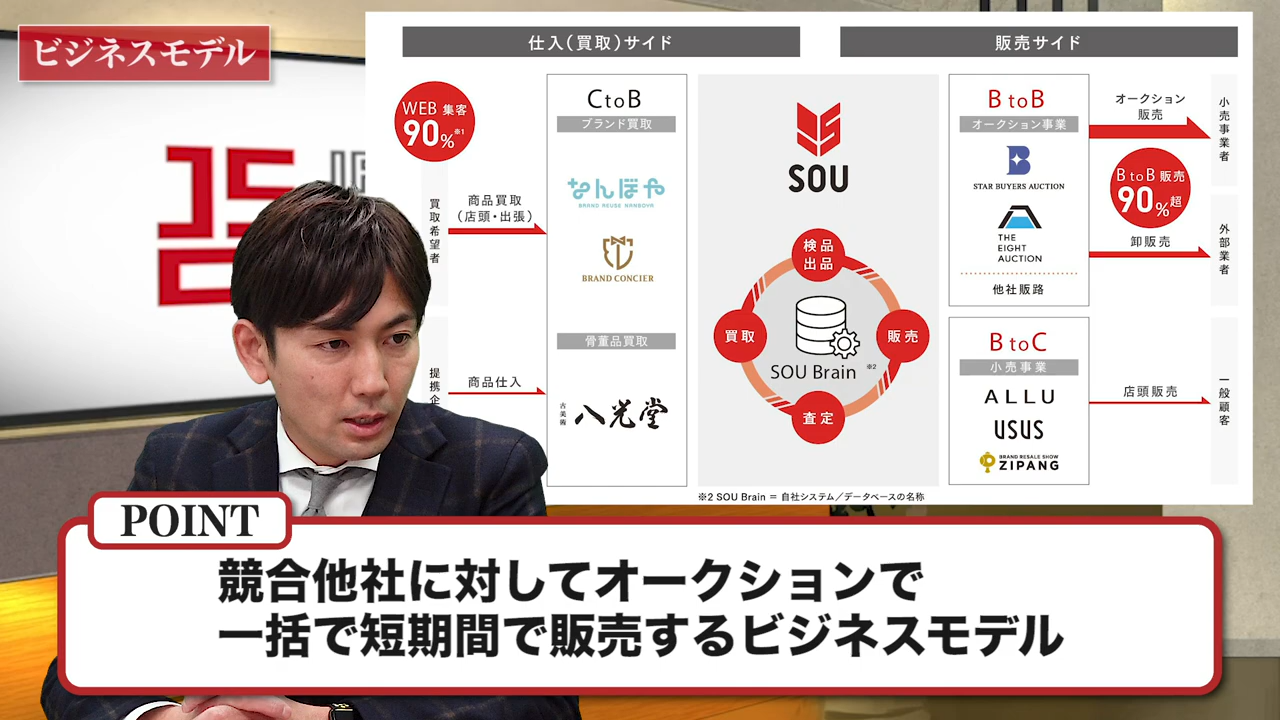 ビジネスモデル
仕入(買取)サイド
販売サイド
WEB 集客
90%※1
買取希望者
商品買取
(店頭・出張)
提携企
商品仕入
CtoB
ブランド買取
なんぼや
BRAND REUSE NANBOYA
BRAND CONCIER
骨董品買取
古美術
八光堂
SOU
検品
出品
買取
販売
査定
SOU Brain ※2
※2 SOU Brain = 自社システム/データベースの名称
BtoB
オークション事業
STAR BUYERS AUCTION
THE
EIGHT
AUCTION
他社販路
BtoC
小売事業
ALLU
USUS
BRAND RESALE SHOW
ZIPANG
オークション
販売
BtoB 販売
90%超
卸販売
店頭販売
小売事業者
外部業者
一般顧客
POINT
競合他社に対してオークションで
一括で短期間で販売するビジネスモデル